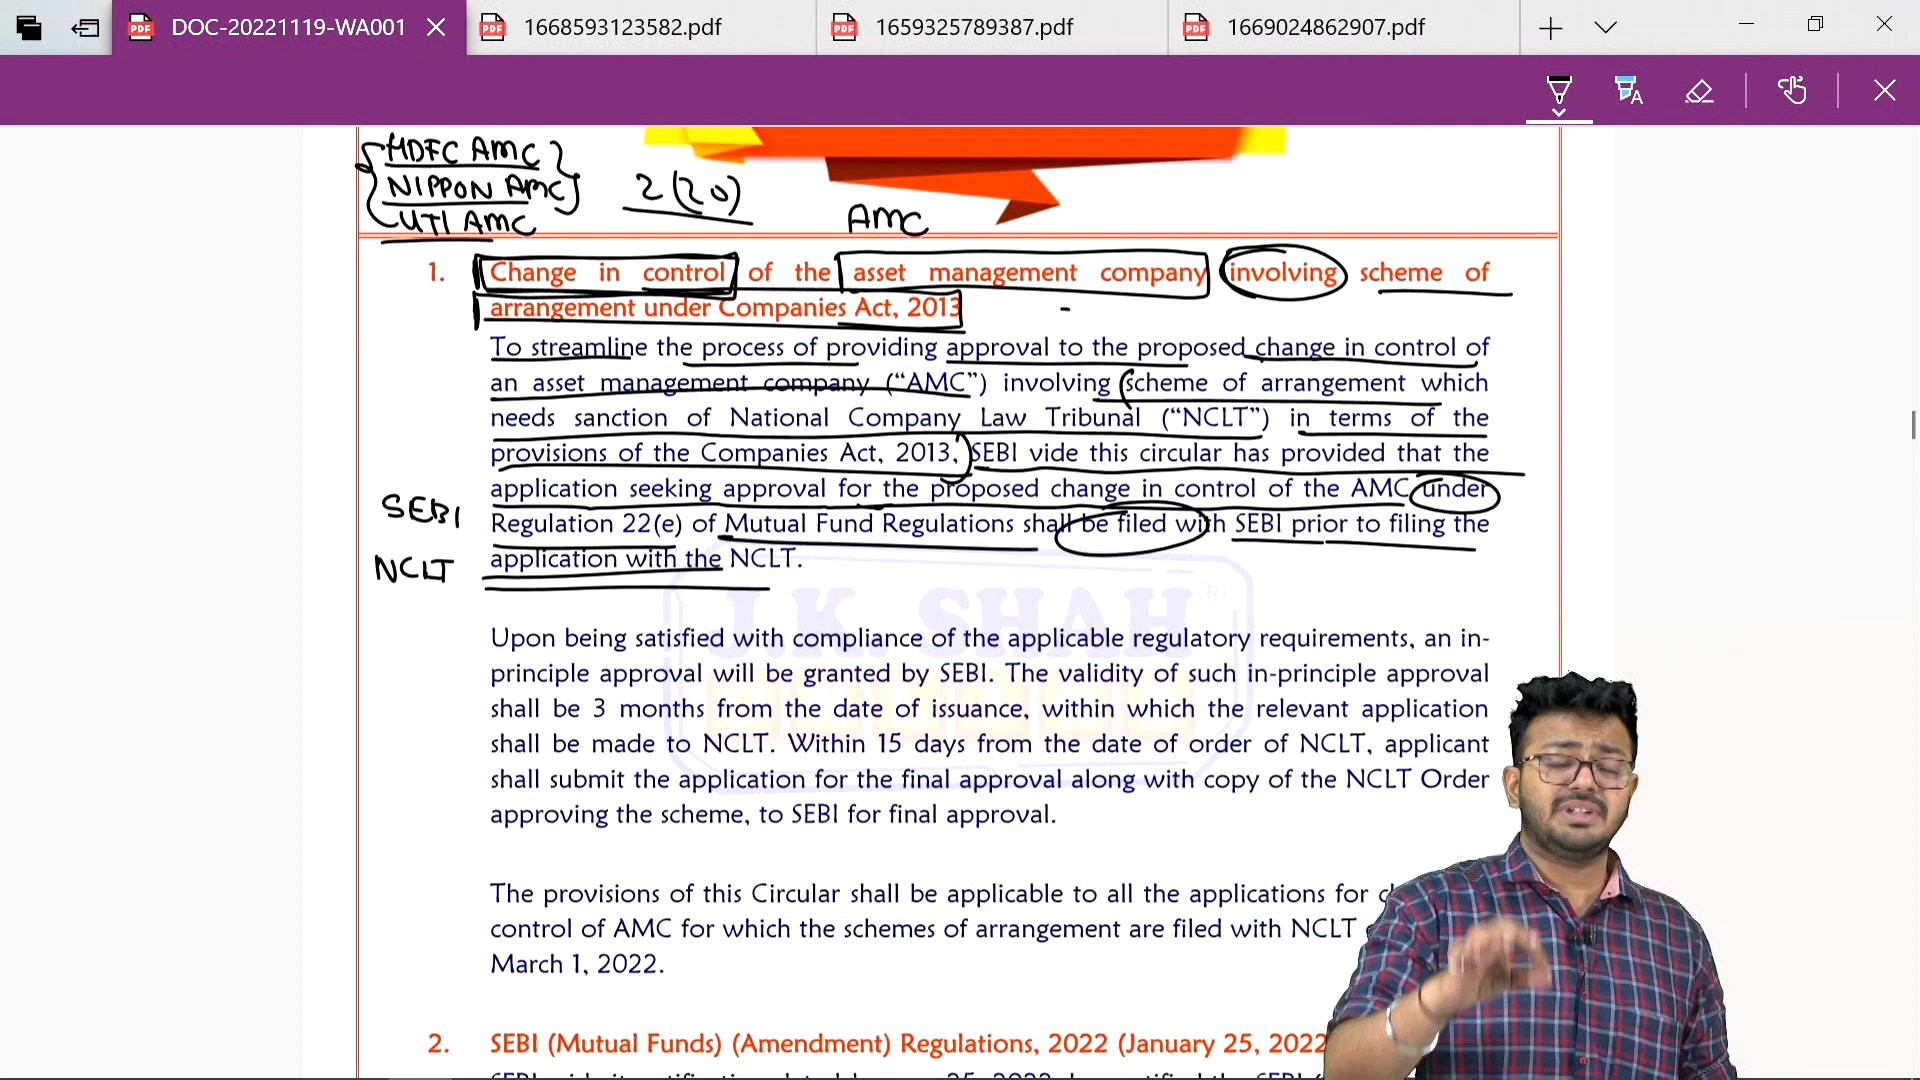 DOC-20221119-WA001
1668593123582.pdf
1659325789387.pdf
1669024862907.pdf
HDFC AMC
NIPPON AMC
UTI AMC
2(20)
AMC
1. Change in control of the asset management company involving scheme of
arrangement under Companies Act, 2013
To streamline the process of providing approval to the proposed change in control of
an asset management company (“AMC”) involving scheme of arrangement which
needs sanction of National Company Law Tribunal (“NCLT”) in terms of the
provisions of the Companies Act, 2013, SEBI vide this circular has provided that the
application seeking approval for the proposed change in control of the AMC under
SEBI
Regulation 22(e) of Mutual Fund Regulations shall be filed with SEBI prior to filing the
application with the NCLT.
NCLT
J.K. SHAH®
Upon being satisfied with compliance of the applicable regulatory requirements, an in-
principle approval will be granted by SEBI. The validity of such in-principle approval
shall be 3 months from the date of issuance, within which the relevant application
shall be made to NCLT. Within 15 days from the date of order of NCLT, applicant
shall submit the application for the final approval along with copy of the NCLT Order
approving the scheme, to SEBI for final approval.
The provisions of this Circular shall be applicable to all the applications for
control of AMC for which the schemes of arrangement are filed with NCLT
March 1, 2022.
2. SEBI (Mutual Funds) (Amendment) Regulations, 2022 (January 25, 2022